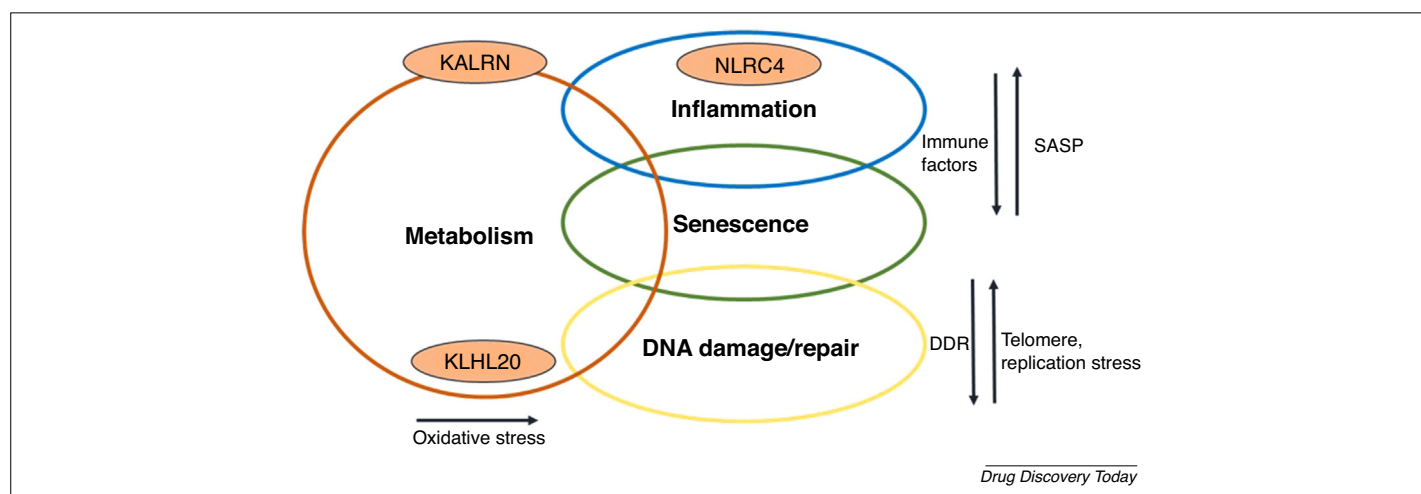 KALRN
NLRC4
Inflammation
Immune
factors
SASP
Metabolism
Senescence
DNA damage/repair
DDR
Telomere,
replication stress
KLHL20
Oxidative stress
Drug Discovery Today